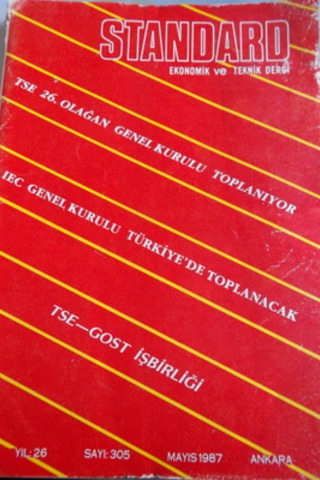 STANDARD
EKONOMİK ve TEKNİK DERGİ
TSE 26. OLAĞAN GENEL KURULU TOPLANIYOR
IEC GENEL KURULU TÜRKİYE'DE TOPLANACAK
TSE—GOST İŞBİRLİĞİ
YIL: 26 SAYI: 305 MAYIS 1987 ANKARA